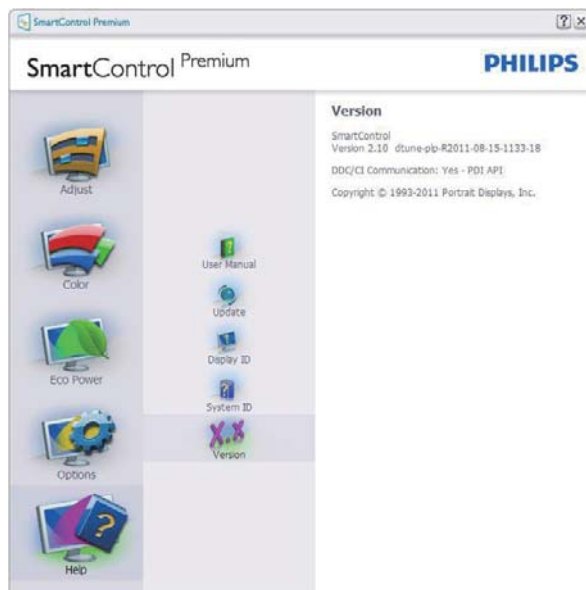 SmartControl Premium
SmartControl Premium
PHILIPS
Adjust
Color
Eco Power
Options
Help
User Manual
Update
Display ID
System ID
X.X
Version
Version
SmartControl
Version 2.10 dtune-plp-R2011-08-15-1133-18
DDC/CI Communication: Yes - PDI API
Copyright © 1993-2011 Portrait Displays, Inc.